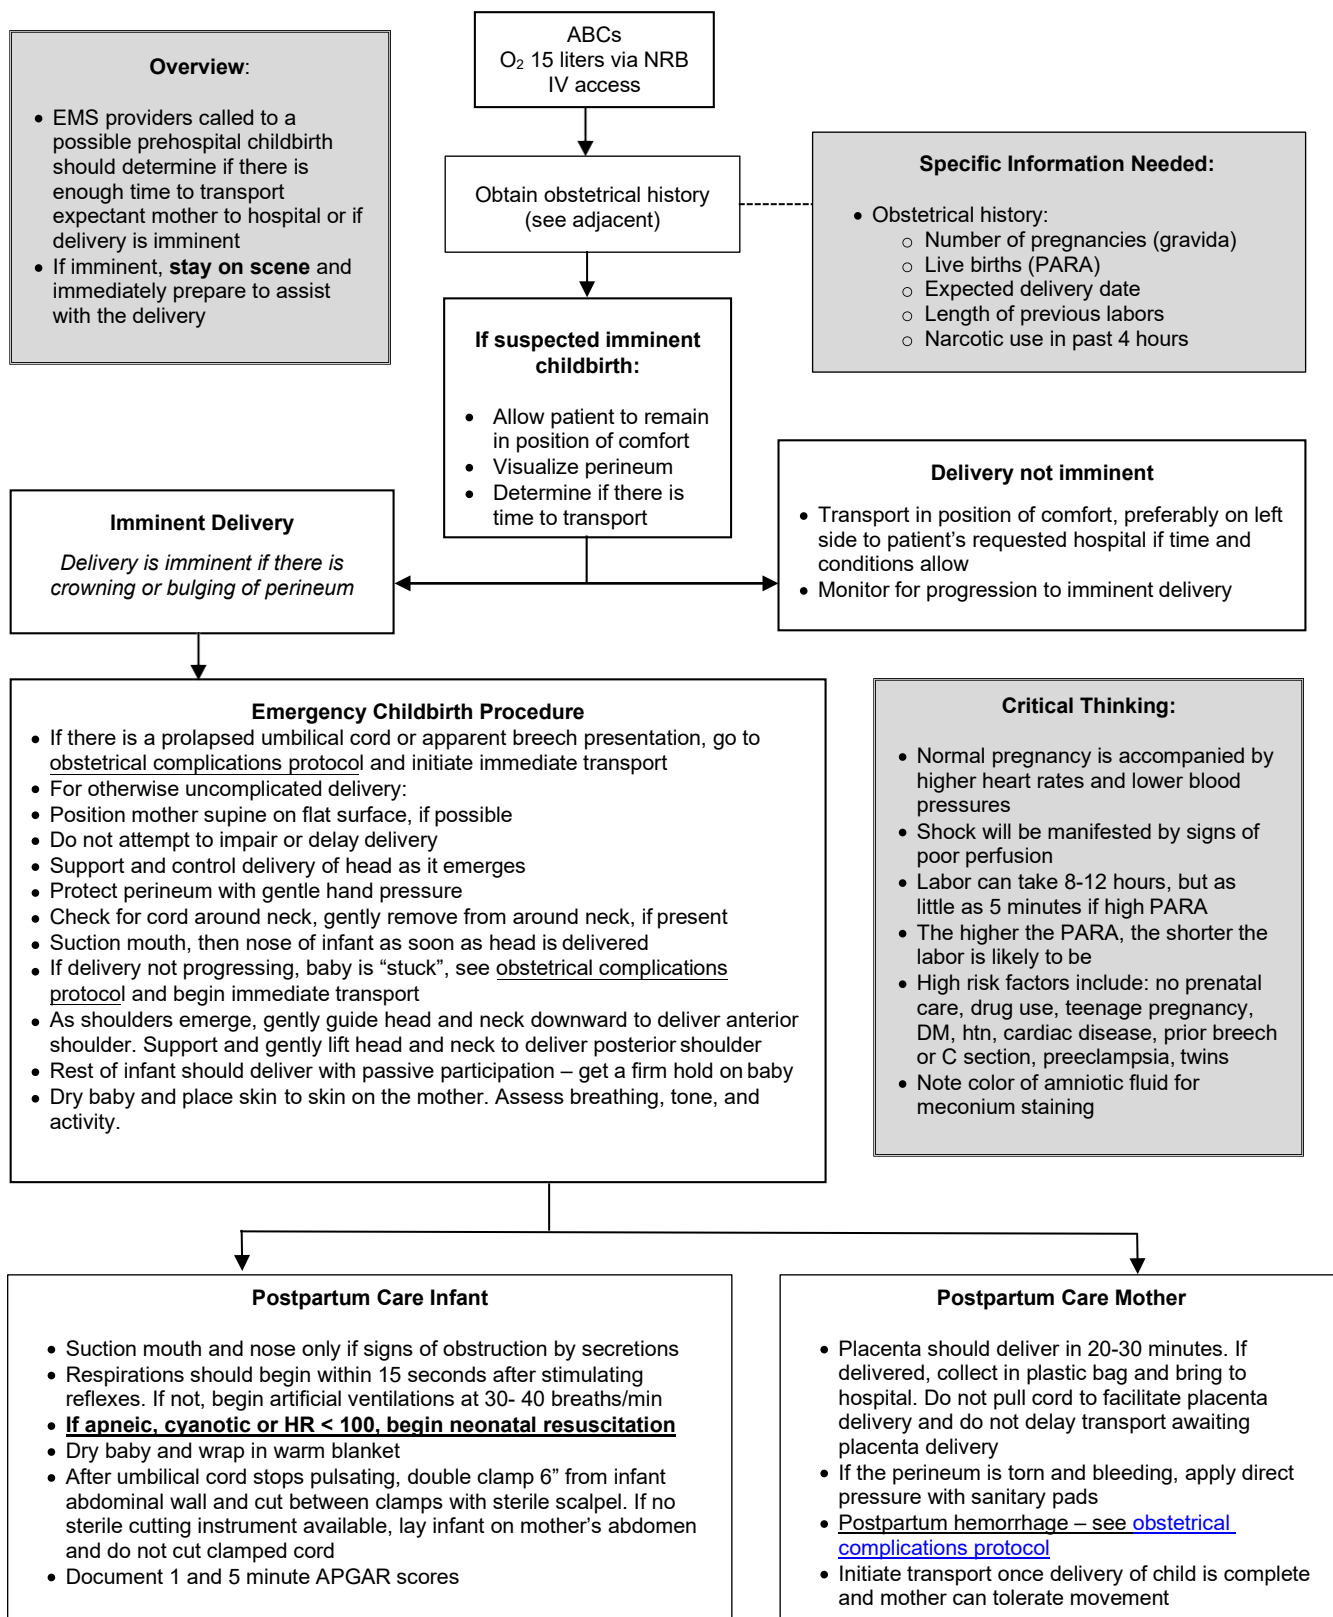 ABCs
O₂ 15 liters via NRB
IV access
Overview:
• EMS providers called to a
possible prehospital childbirth
should determine if there is
enough time to transport
expectant mother to hospital or if
delivery is imminent
• If imminent, stay on scene and
immediately prepare to assist
with the delivery
Obtain obstetrical history
(see adjacent)
Specific Information Needed:
• Obstetrical history:
o Number of pregnancies (gravida)
o Live births (PARA)
o Expected delivery date
o Length of previous labors
o Narcotic use in past 4 hours
If suspected imminent
childbirth:
• Allow patient to remain
in position of comfort
• Visualize perineum
• Determine if there is
time to transport
Imminent Delivery
Delivery is imminent if there is
crowning or bulging of perineum
Delivery not imminent
• Transport in position of comfort, preferably on left
side to patient’s requested hospital if time and
conditions allow
• Monitor for progression to imminent delivery
Emergency Childbirth Procedure
• If there is a prolapsed umbilical cord or apparent breech presentation, go to
obstetrical complications protocol and initiate immediate transport
• For otherwise uncomplicated delivery:
• Position mother supine on flat surface, if possible
• Do not attempt to impair or delay delivery
• Support and control delivery of head as it emerges
• Protect perineum with gentle hand pressure
• Check for cord around neck, gently remove from around neck, if present
• Suction mouth, then nose of infant as soon as head is delivered
• If delivery not progressing, baby is “stuck”, see obstetrical complications
protocol and begin immediate transport
• As shoulders emerge, gently guide head and neck downward to deliver anterior
shoulder. Support and gently lift head and neck to deliver posterior shoulder
• Rest of infant should deliver with passive participation – get a firm hold on baby
• Dry baby and place skin to skin on the mother. Assess breathing, tone, and
activity.
Critical Thinking:
• Normal pregnancy is accompanied by
higher heart rates and lower blood
pressures
• Shock will be manifested by signs of
poor perfusion
• Labor can take 8-12 hours, but as
little as 5 minutes if high PARA
• The higher the PARA, the shorter the
labor is likely to be
• High risk factors include: no prenatal
care, drug use, teenage pregnancy,
DM, htn, cardiac disease, prior breech
or C section, preeclampsia, twins
• Note color of amniotic fluid for
meconium staining
Postpartum Care Infant
• Suction mouth and nose only if signs of obstruction by secretions
• Respirations should begin within 15 seconds after stimulating
reflexes. If not, begin artificial ventilations at 30- 40 breaths/min
• If apneic, cyanotic or HR < 100, begin neonatal resuscitation
• Dry baby and wrap in warm blanket
• After umbilical cord stops pulsating, double clamp 6” from infant
abdominal wall and cut between clamps with sterile scalpel. If no
sterile cutting instrument available, lay infant on mother’s abdomen
and do not cut clamped cord
• Document 1 and 5 minute APGAR scores
Postpartum Care Mother
• Placenta should deliver in 20-30 minutes. If
delivered, collect in plastic bag and bring to
hospital. Do not pull cord to facilitate placenta
delivery and do not delay transport awaiting
placenta delivery
• If the perineum is torn and bleeding, apply direct
pressure with sanitary pads
• Postpartum hemorrhage – see obstetrical
complications protocol
• Initiate transport once delivery of child is complete
and mother can tolerate movement